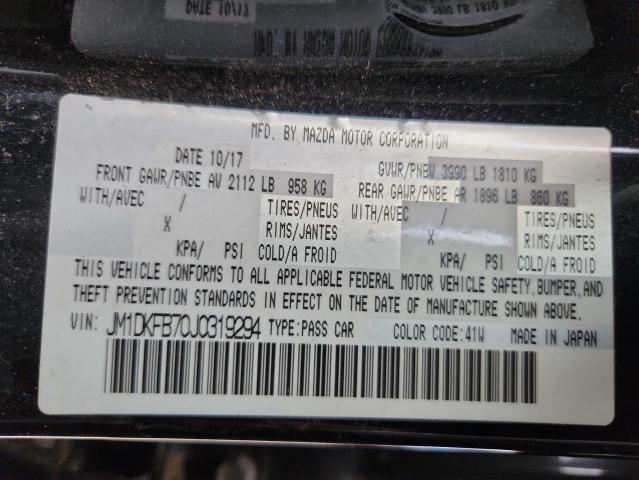 MFD. BY MAZDA MOTOR CORPORATION
DATE 10/17 GVWR/PNBV 3990 LB 1810 KG
FRONT GAWR/PNBE AV 2112 LB 958 KG REAR GAWR/PNBE AR 1896 LB 860 KG
WITH/AVEC / TIRES/PNEUS WITH/AVEC / TIRES/PNEUS
X RIMS/JANTES X RIMS/JANTES
KPA/ PSI COLD/A FROID KPA/ PSI COLD/A FROID
THIS VEHICLE CONFORMS TO ALL APPLICABLE FEDERAL MOTOR VEHICLE SAFETY,BUMPER,AND
THEFT PREVENTION STANDARDS IN EFFECT ON THE DATE OF MANUFACTURE SHOWN ABOVE.
VIN: JM1DKFB70J0319294 TYPE:PASS CAR COLOR CODE:41W MADE IN JAPAN